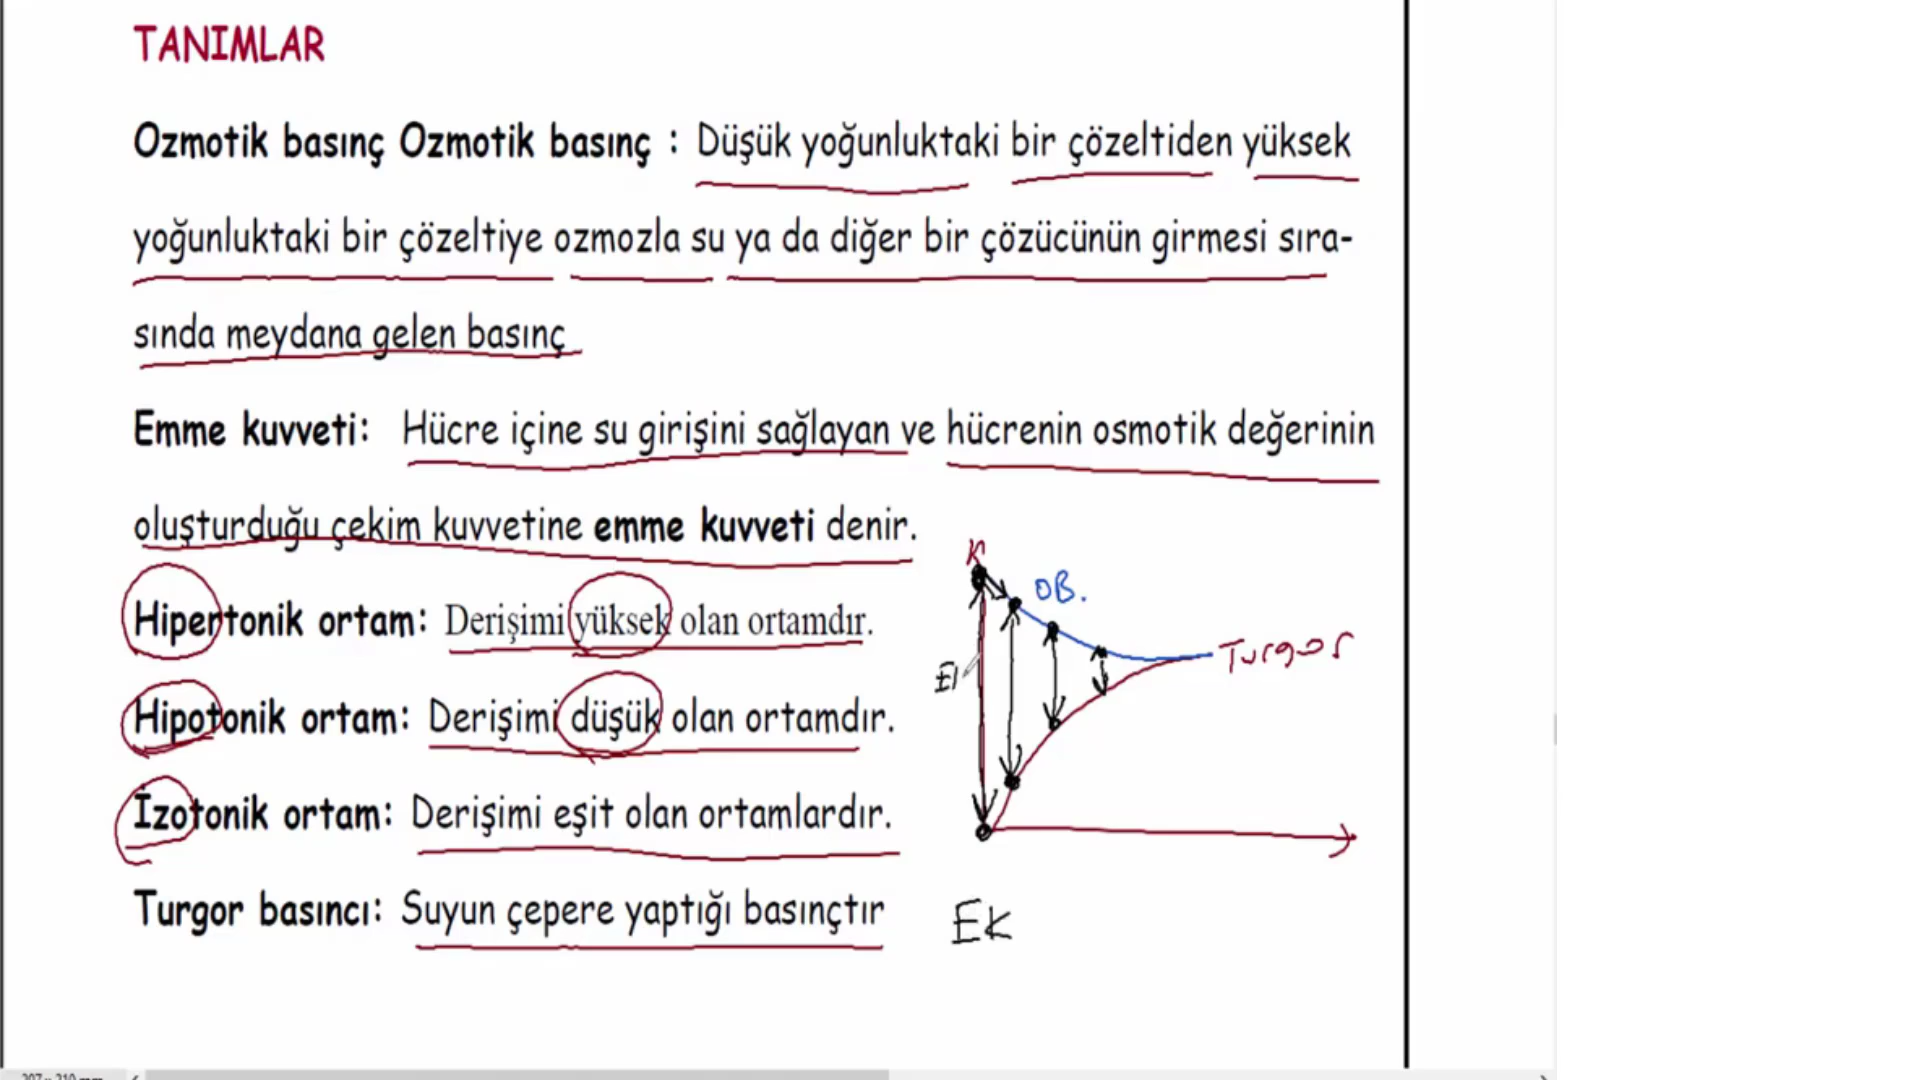 TANIMLAR
Ozmotik basınç Ozmotik basınç : Düşük yoğunluktaki bir çözeltiden yüksek
yoğunluktaki bir çözeltiye ozmozla su ya da diğer bir çözücünün girmesi sıra-
sında meydana gelen basınç
Emme kuvveti: Hücre içine su girişini sağlayan ve hücrenin osmotik değerinin
oluşturduğu çekim kuvvetine emme kuvveti denir.
K
OB.
Hipertonik ortam: Derişimi yüksek olan ortamdır.
Turgor
Hipotonik ortam: Derişimi düşük olan ortamdır.
İzotonik ortam: Derişimi eşit olan ortamlardır.
Turgor basıncı: Suyun çepere yaptığı basınçtır
EK